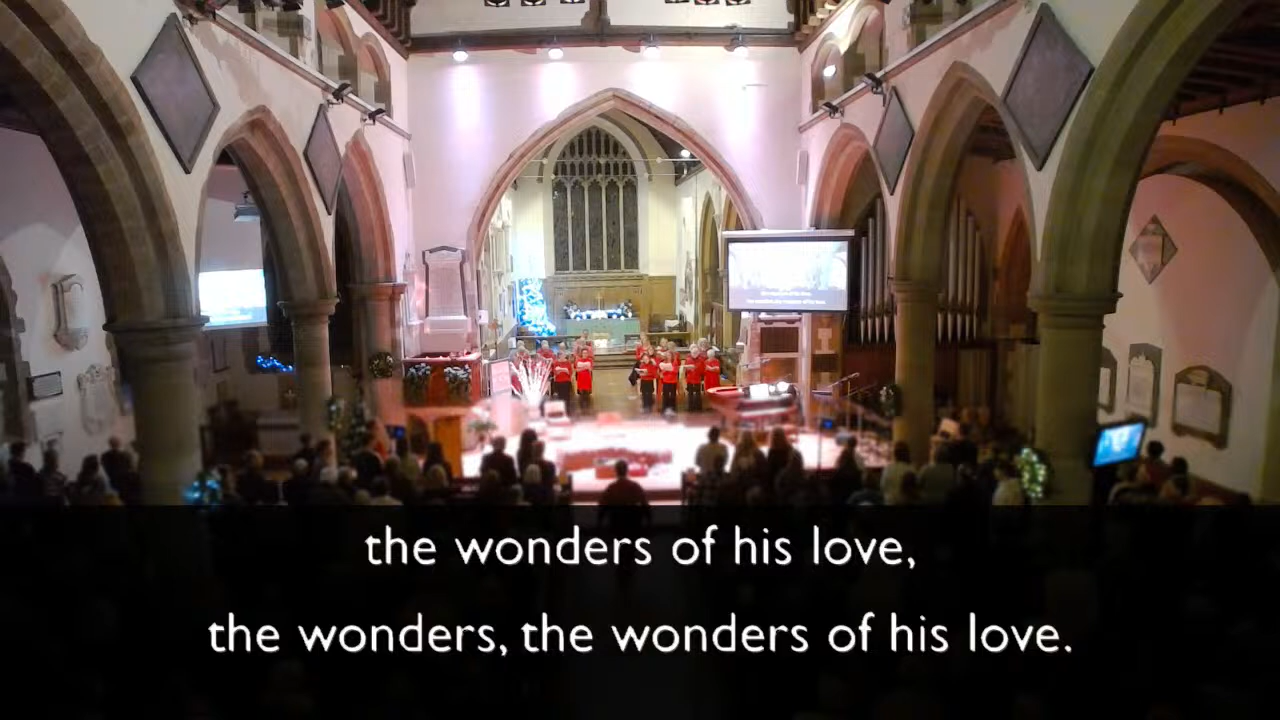 the wonders of his love,
the wonders, the wonders of his love.